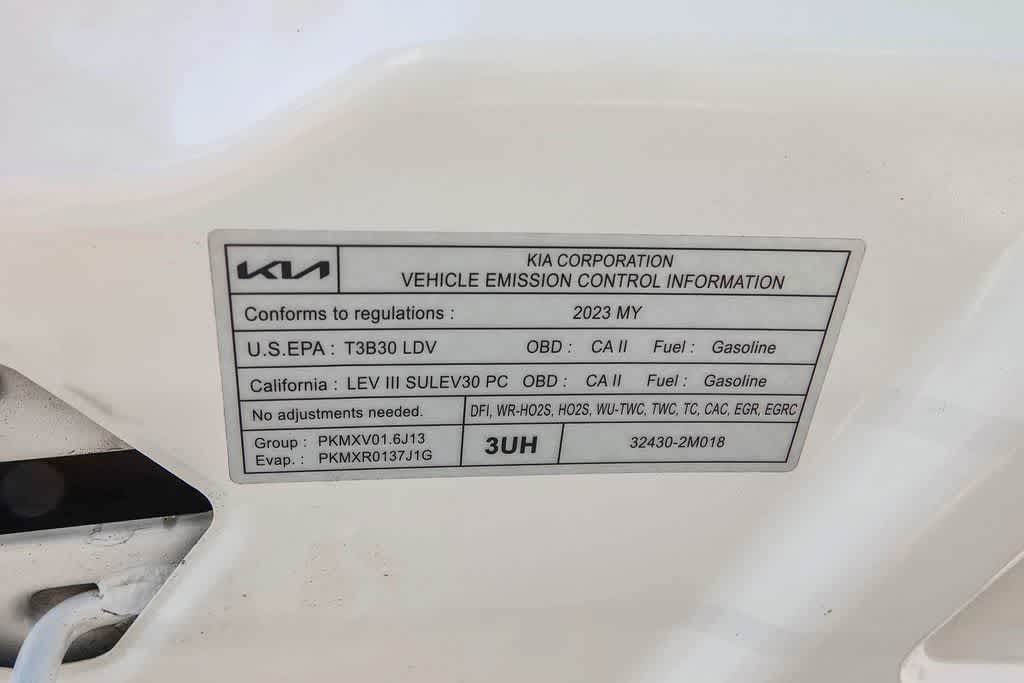 KIA
KIA CORPORATION
VEHICLE EMISSION CONTROL INFORMATION
Conforms to regulations : 2023 MY
U.S.EPA : T3B30 LDV OBD : CA II Fuel : Gasoline
California : LEV III SULEV30 PC OBD : CA II Fuel : Gasoline
No adjustments needed. DFI, WR-HO2S, HO2S, WU-TWC, TWC, TC, CAC, EGR, EGRC
Group : PKMXV01.6J13
Evap. : PKMXR0137J1G
3UH
32430-2M018